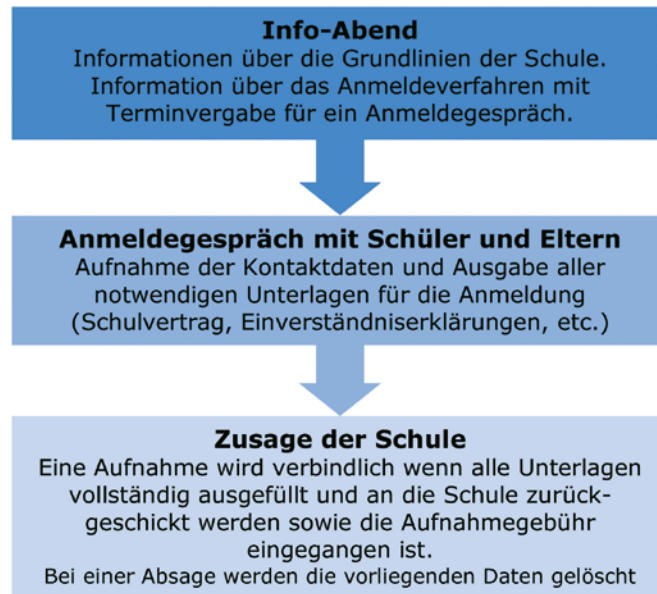 Info-Abend
Informationen über die Grundlinien der Schule.
Information über das Anmeldeverfahren mit
Terminvergabe für ein Anmeldegespräch.
Anmeldegespräch mit Schüler und Eltern
Aufnahme der Kontaktdaten und Ausgabe aller
notwendigen Unterlagen für die Anmeldung
(Schulvertrag, Einverständniserklärungen, etc.)
Zusage der Schule
Eine Aufnahme wird verbindlich wenn alle Unterlagen
vollständig ausgefüllt und an die Schule zurück-
geschickt werden sowie die Aufnahmegebühr
eingegangen ist.
Bei einer Absage werden die vorliegenden Daten gelöscht